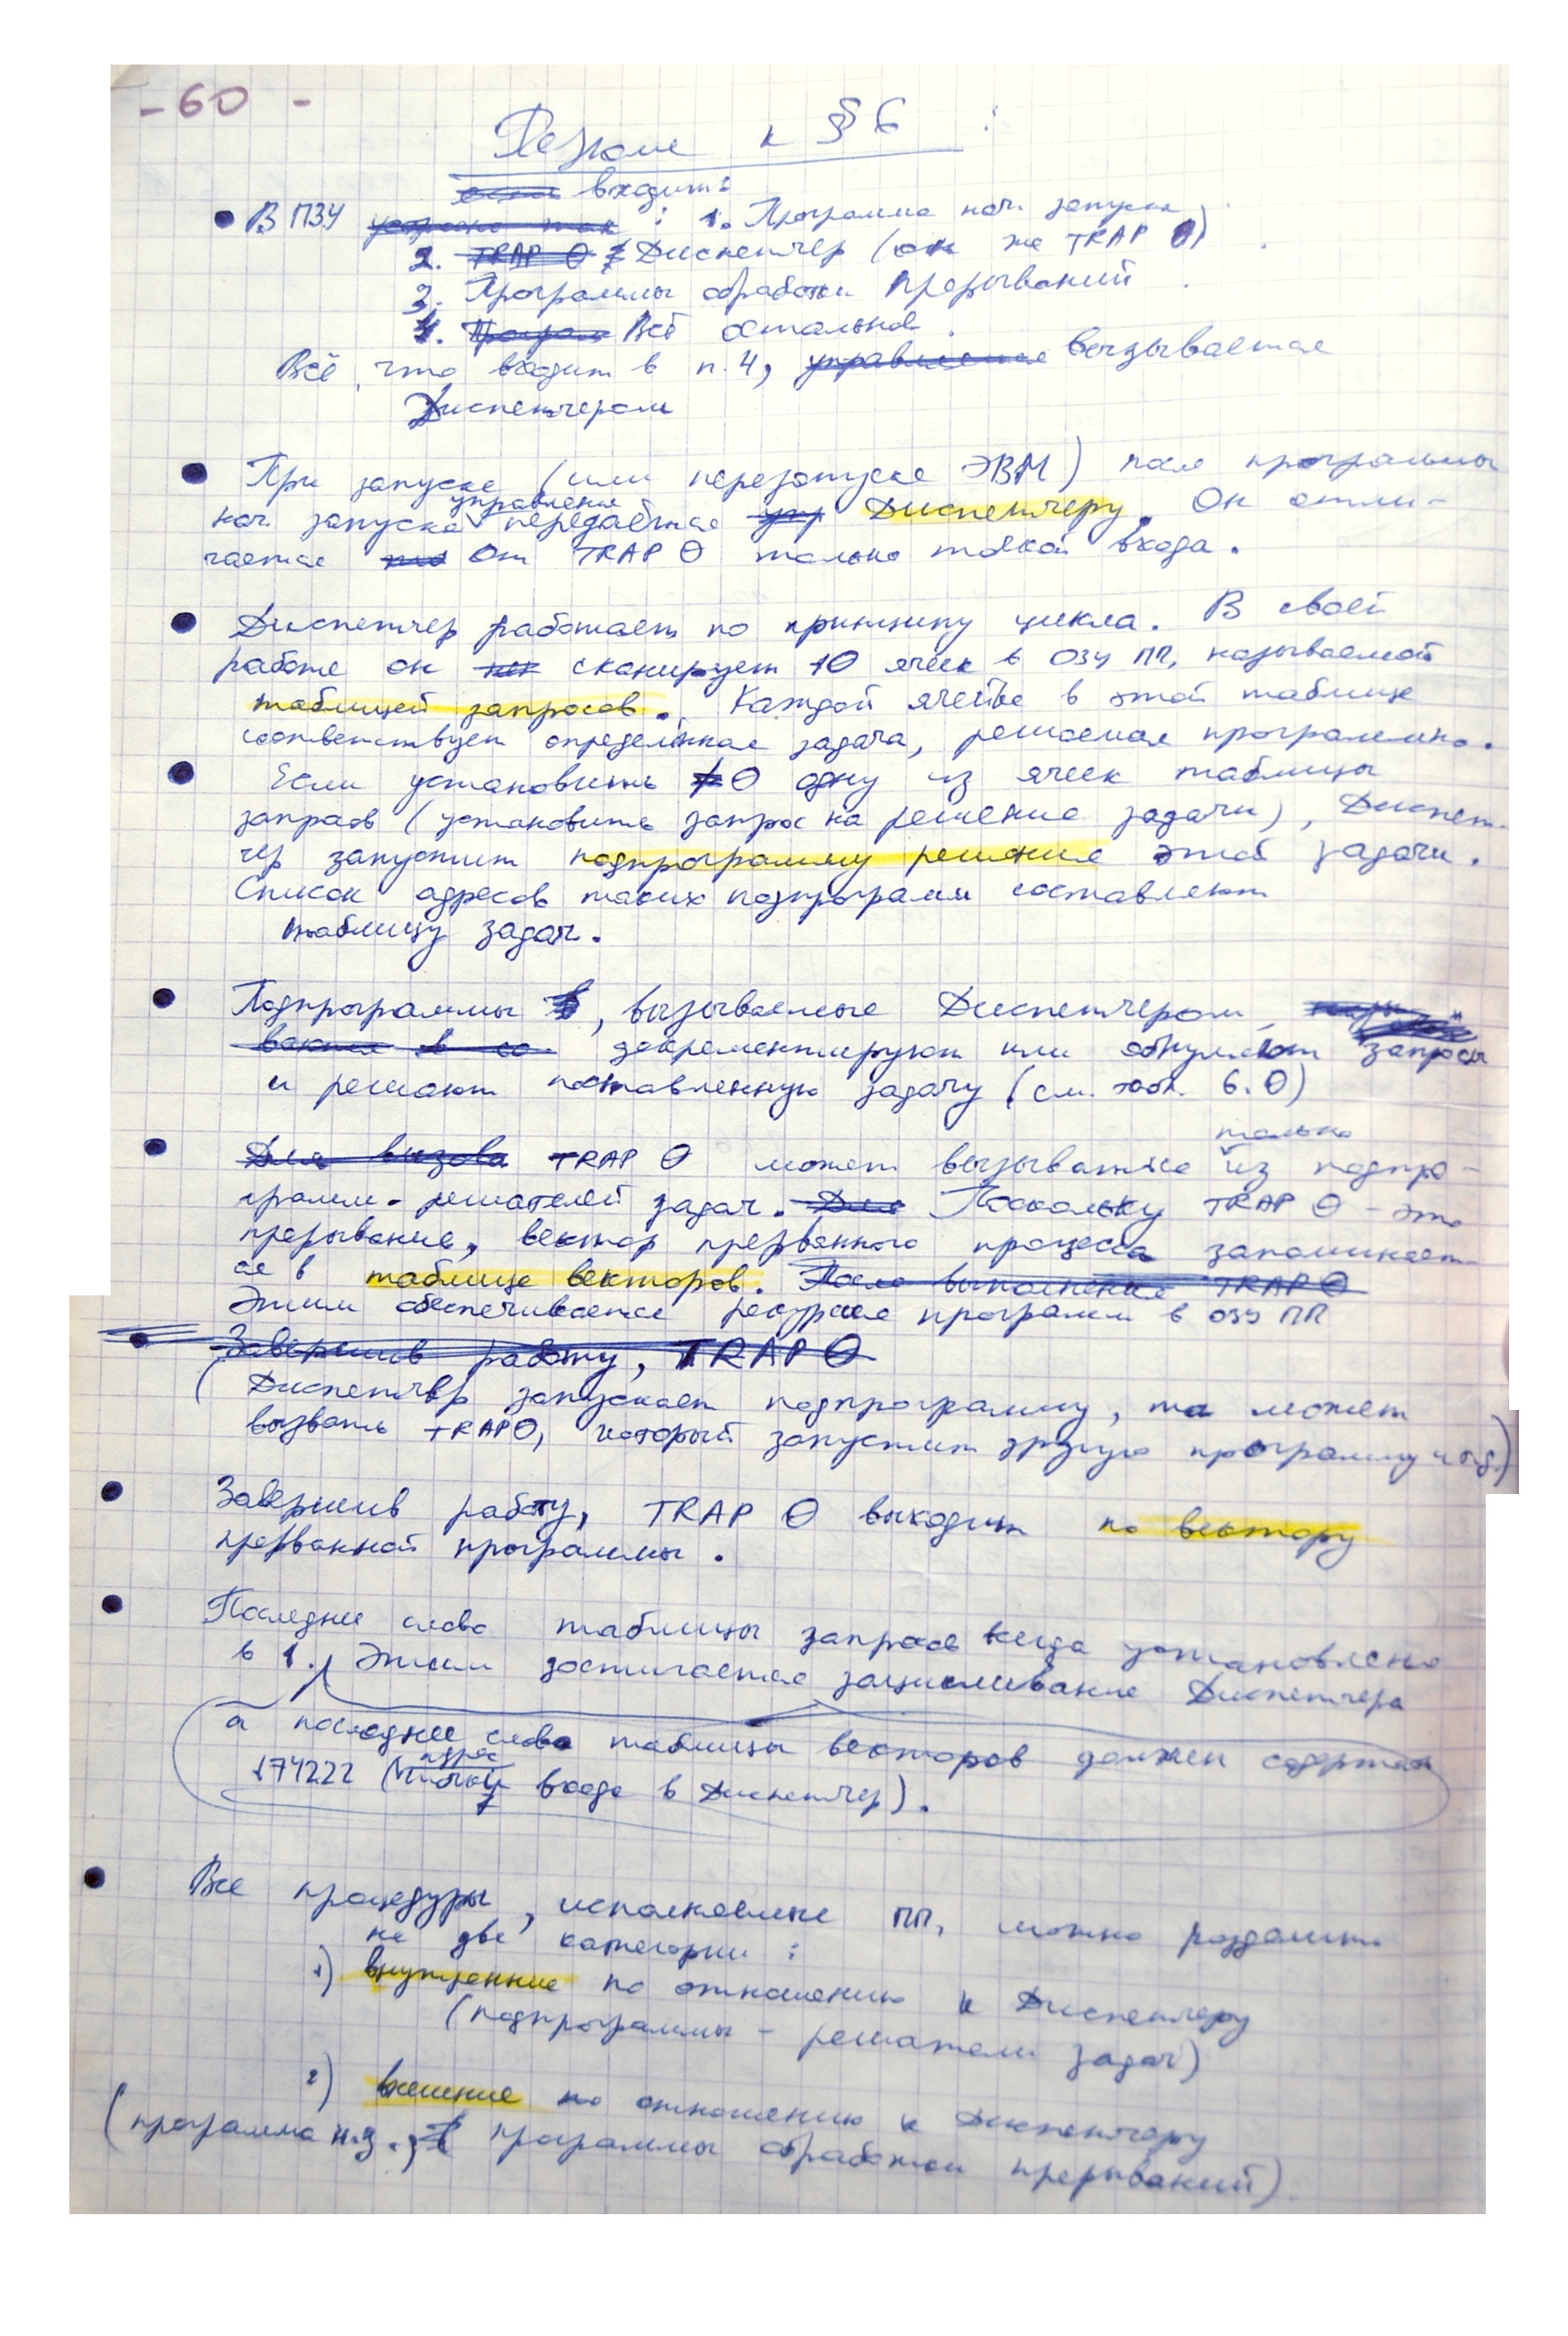 - 60 -
Резюме к § 6 :
входит:
• В ПЗУ : 1. Программа нач. запуска
2. Диспетчер (он же TRAP 0)
3. Программы обработки прерываний
4. Всё остальное.
Всё, что входит в п. 4, вызывается
Диспетчером
• При запуске (или перезапуске ЭВМ) после программы
управление
нач. запуска передаётся Диспетчеру. Он отли-
чается от TRAP 0 только точкой входа.
• Диспетчер работает по принципу цикла. В своей
работе он сканирует 10 ячеек в ОЗУ ПП, называемой
таблицей запросов. Каждой ячейке в этой таблице
соответствует определённая задача, решаемая программно.
• Если установить ≠ 0 одну из ячеек таблицы
запросов (установить запрос на решение задачи), Диспет-
чер запустит подпрограмму решения этой задачи.
Список адресов таких подпрограмм составляют
таблицу задач.
• Подпрограммы, вызываемые Диспетчером,
декрементируют или обнуляют запросы
и решают поставленную задачу (см. табл. 6.0)
только
• TRAP 0 может вызываться из подпро-
грамм-решателей задач. Поскольку TRAP 0 - это
прерывание, вектор прерванного процесса запоминает-
ся в таблице векторов.
Этим обеспечивается рекурсия программ в ОЗУ ПП
(Диспетчер запускает подпрограмму, та может
вызвать TRAP0, который запустит другую программу и т.д.)
• Завершив работу, TRAP 0 выходит по вектору
прерванной программы.
• Последнее слово таблицы запросов всегда установлено
в 1. Этим достигается зацикливание Диспетчера
а последнее слово таблицы векторов должен содержать
адрес
174222 ( входа в Диспетчер).
• Все процедуры, исполняемые ПП, можно разделить
на две категории :
1) внутренние по отношению к Диспетчеру
(подпрограммы - решатели задач)
2) внешние по отношению к Диспетчеру
(программа н.з., программы обработки прерываний)